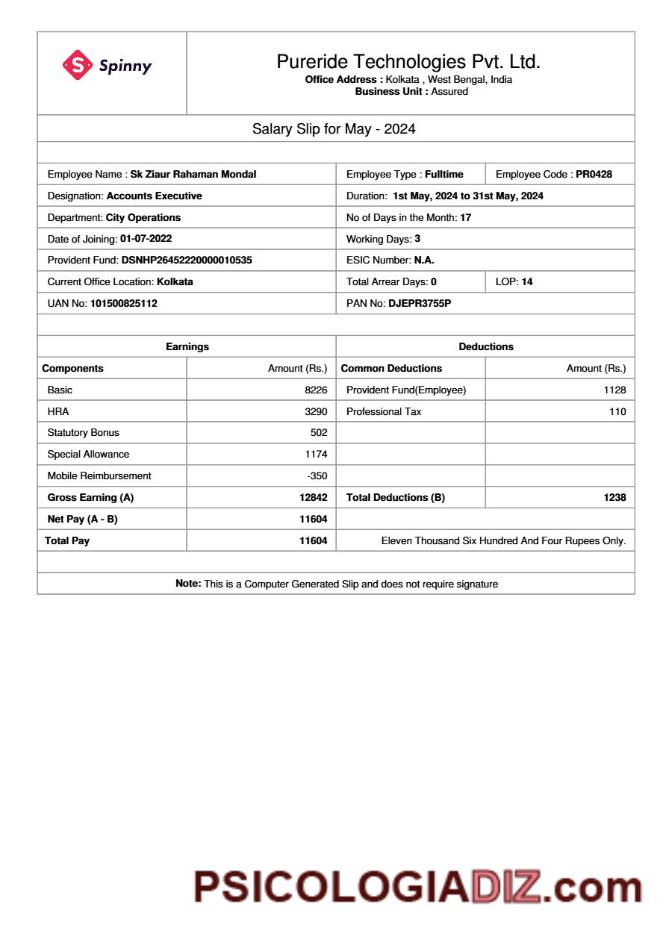 S Spinny
Pureride Technologies Pvt. Ltd.
Office Address : Kolkata , West Bengal, India
Business Unit : Assured
Salary Slip for May - 2024
Employee Name : Sk Ziaur Rahaman Mondal Employee Type : Fulltime Employee Code : PR0428
Designation: Accounts Executive Duration: 1st May, 2024 to 31st May, 2024
Department: City Operations No of Days in the Month: 17
Date of Joining: 01-07-2022 Working Days: 3
Provident Fund: DSNHP26452220000010535 ESIC Number: N.A.
Current Office Location: Kolkata Total Arrear Days: 0 LOP: 14
UAN No: 101500825112 PAN No: DJEPR3755P
Earnings Deductions
Components Amount (Rs.) Common Deductions Amount (Rs.)
Basic 8226 Provident Fund(Employee) 1128
HRA 3290 Professional Tax 110
Statutory Bonus 502
Special Allowance 1174
Mobile Reimbursement -350
Gross Earning (A) 12842 Total Deductions (B) 1238
Net Pay (A - B) 11604
Total Pay 11604 Eleven Thousand Six Hundred And Four Rupees Only.
Note: This is a Computer Generated Slip and does not require signature
PSICOLOGIADIZ.com